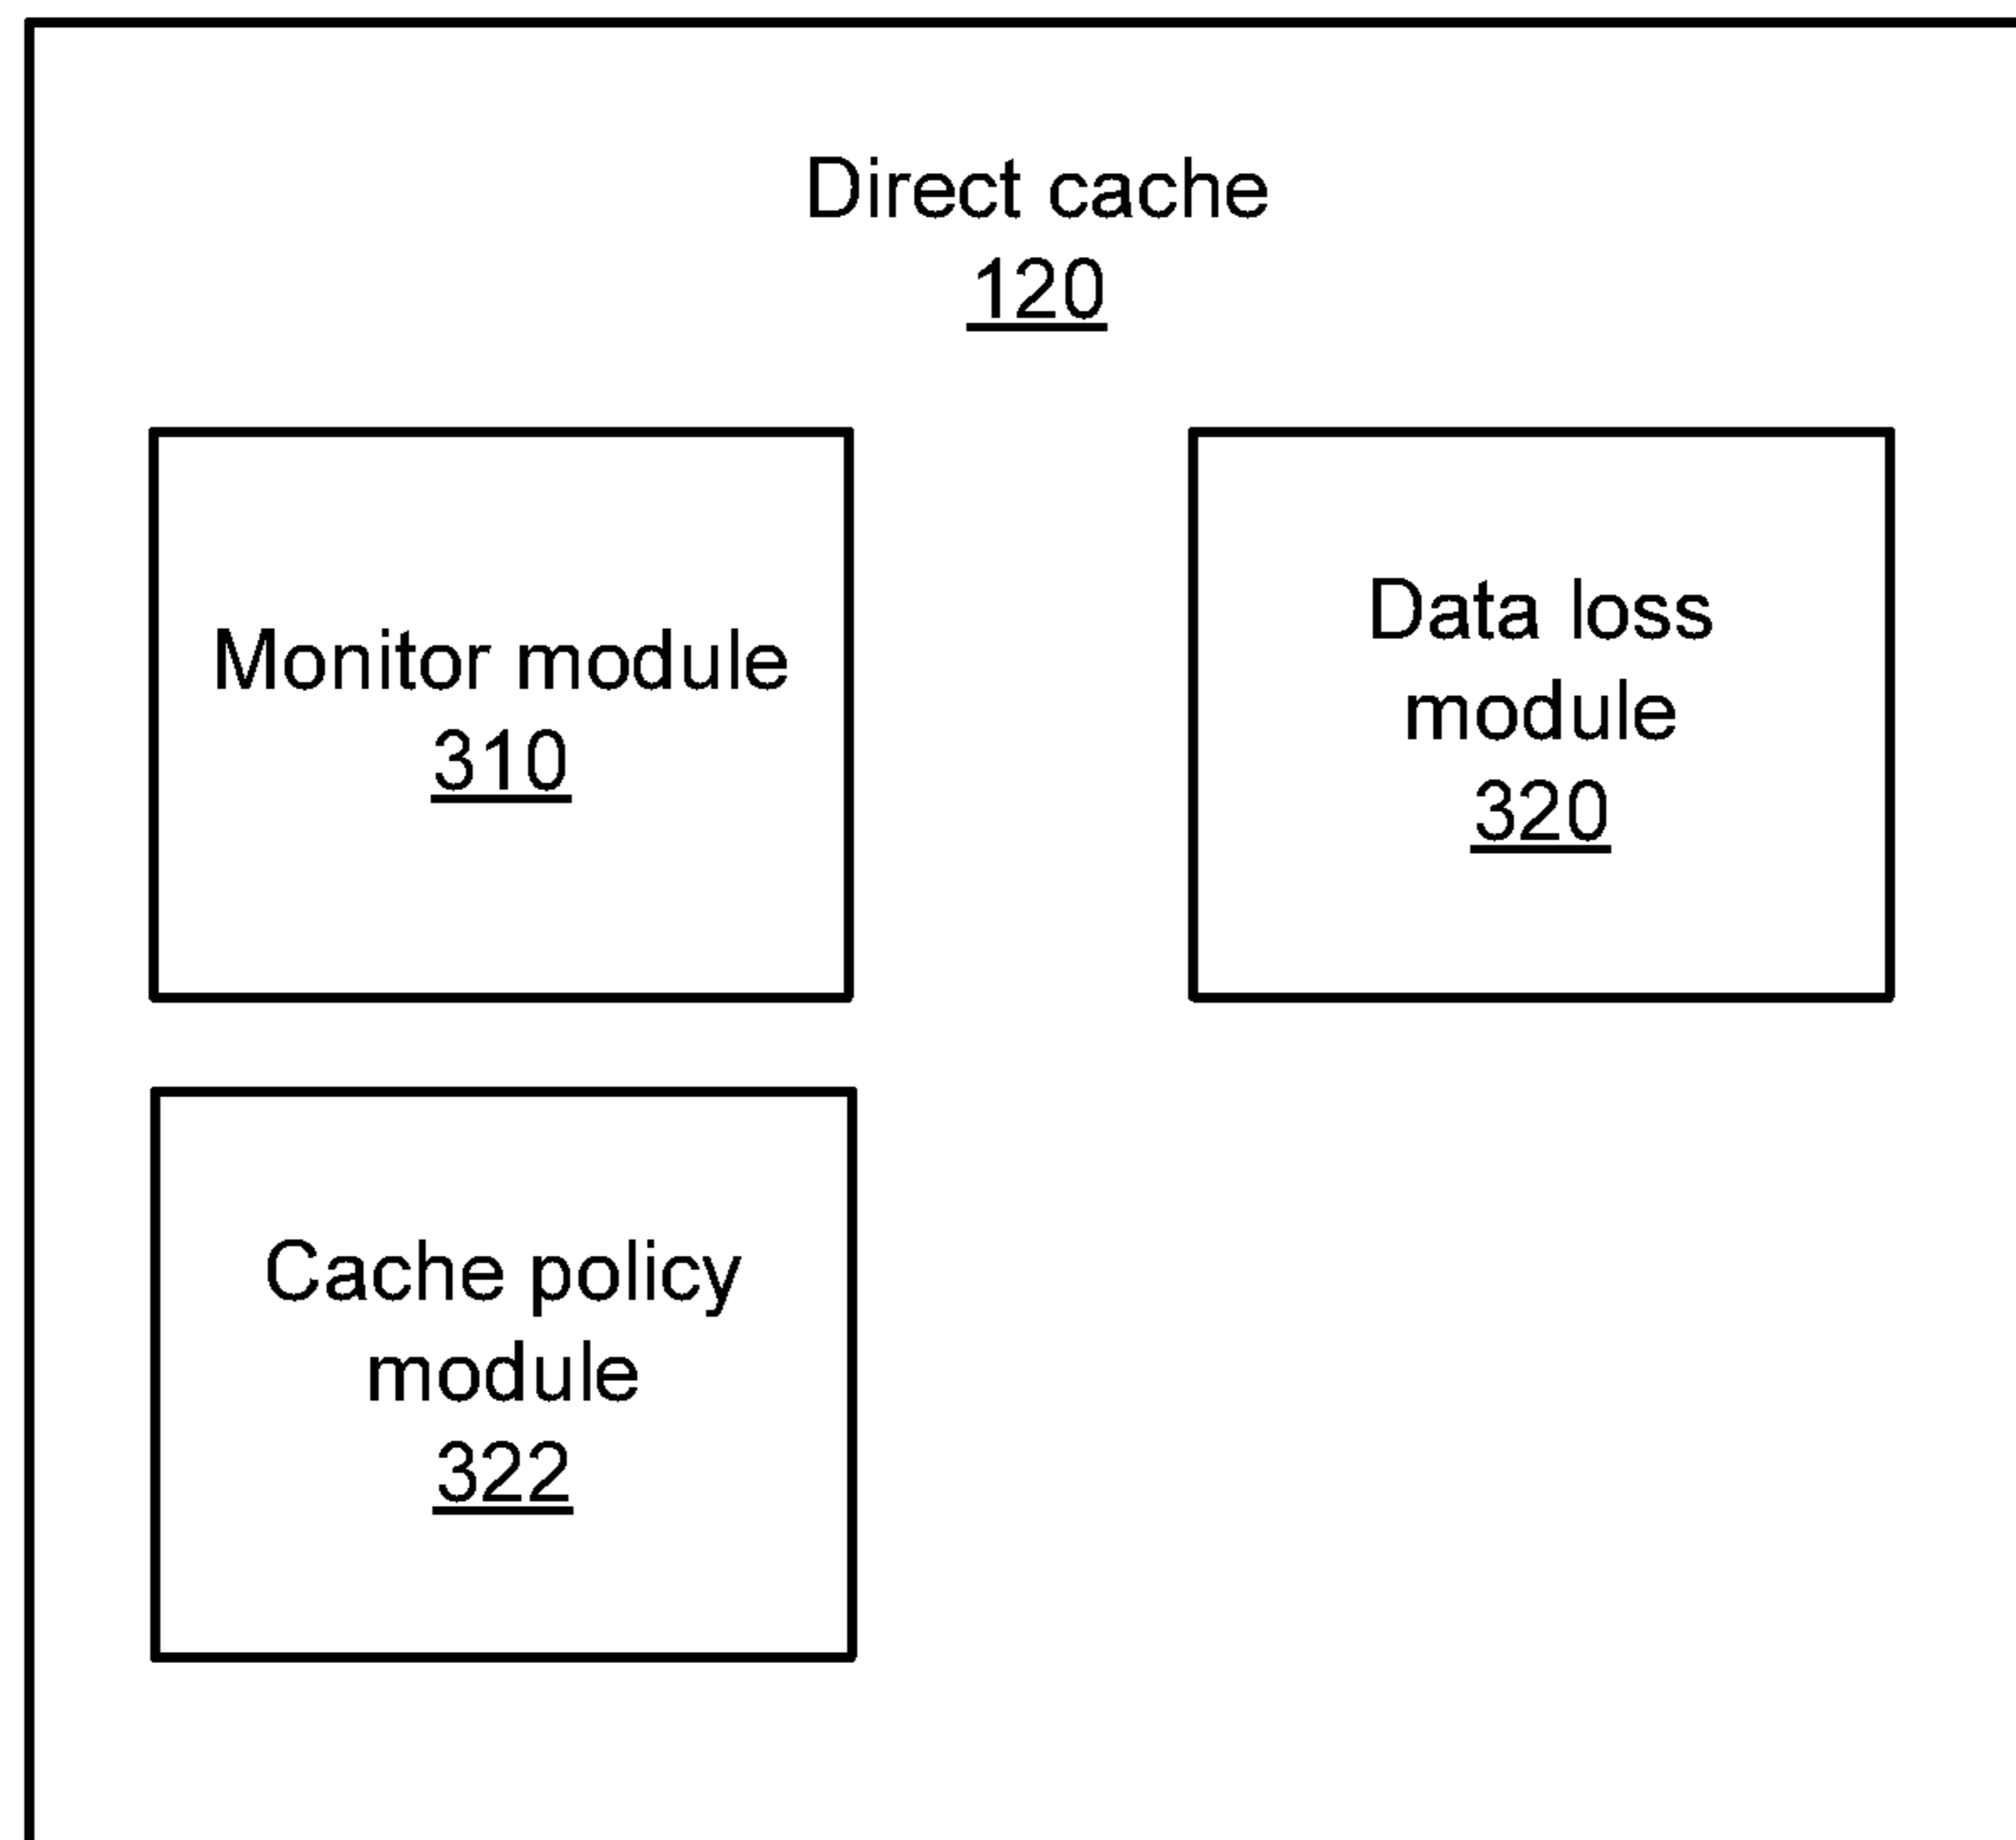 Direct cache
120
Monitor module
310
Data loss
module
320
Cache policy
module
322